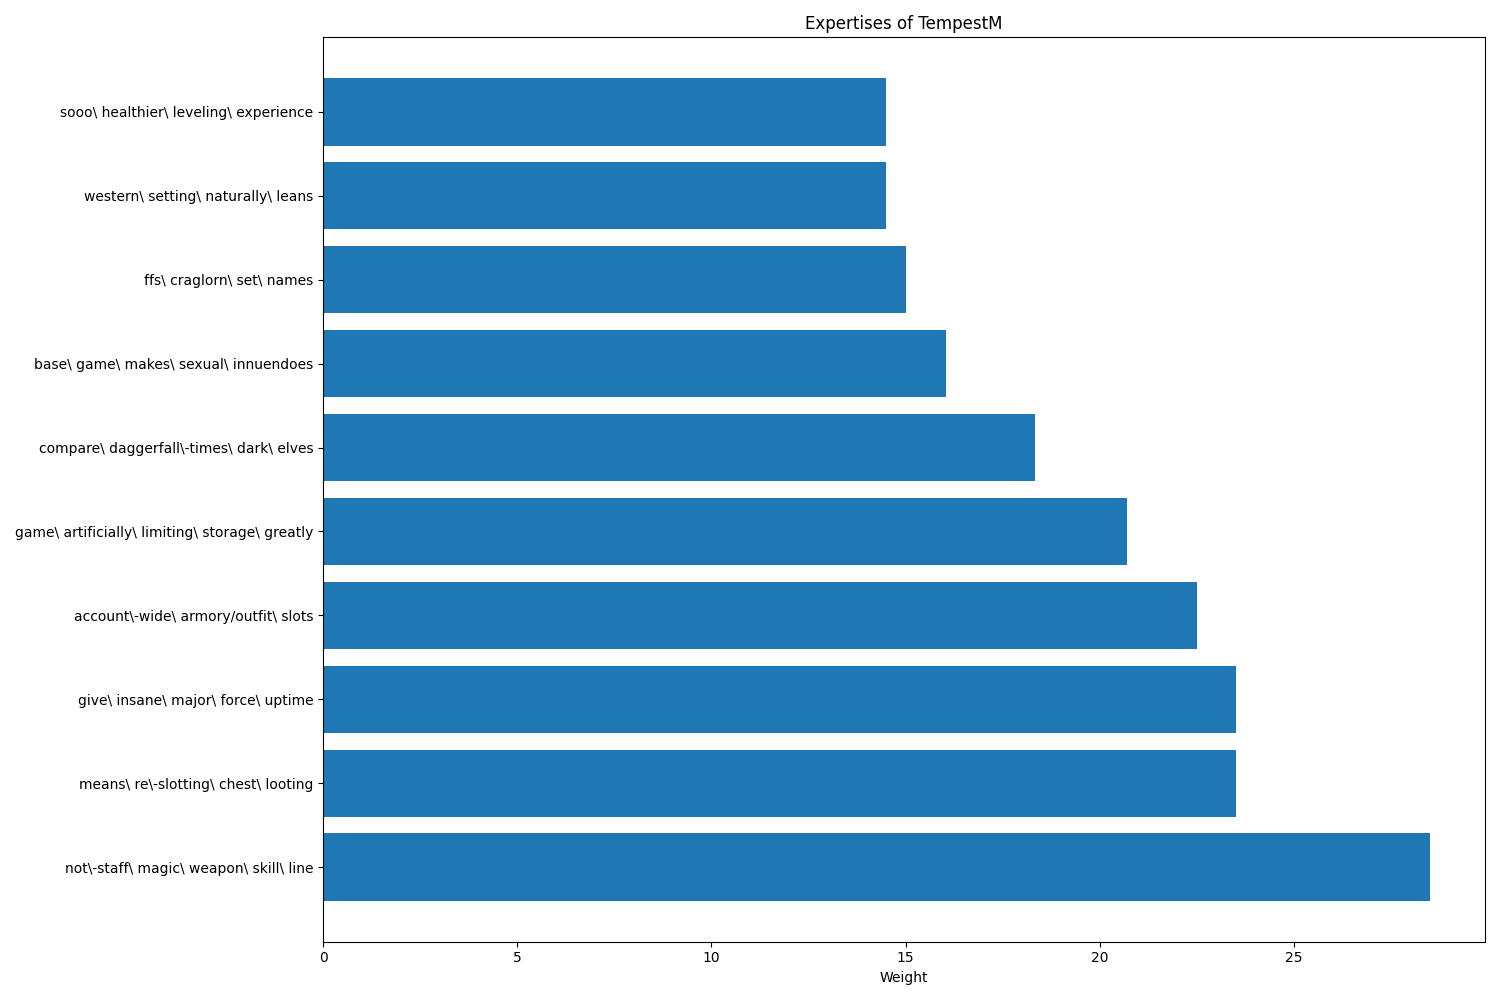 Expertises of TempestM
sooo\ healthier\ leveling\ experience
western\ setting\ naturally\ leans
ffs\ craglorn\ set\ names
base\ game\ makes\ sexual\ innuendoes
compare\ daggerfall\-times\ dark\ elves
game\ artificially\ limiting\ storage\ greatly
account\-wide\ armory/outfit\ slots
give\ insane\ major\ force\ uptime
means\ re\-slotting\ chest\ looting
not\-staff\ magic\ weapon\ skill\ line
0 5 10 15 20 25
Weight